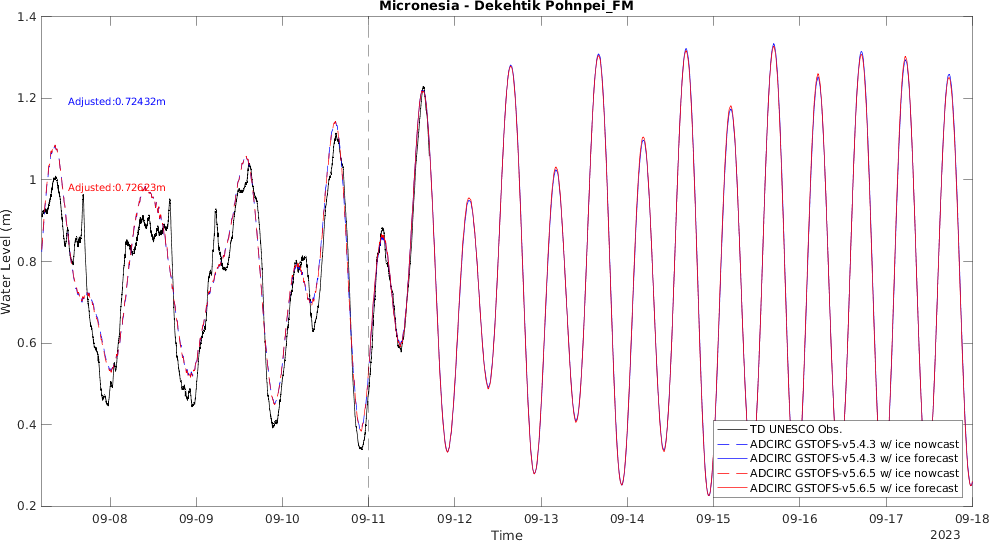 Micronesia - Dekehtik Pohnpei_FM
1.4
1.2
1
0.8
0.6
0.4
0.2
Water Level (m)
Adjusted:0.72432m
Adjusted:0.72623m
TD UNESCO Obs.
ADCIRC GSTOFS-v5.4.3 w/ ice nowcast
ADCIRC GSTOFS-v5.4.3 w/ ice forecast
ADCIRC GSTOFS-v5.6.5 w/ ice nowcast
ADCIRC GSTOFS-v5.6.5 w/ ice forecast
09-08 09-09 09-10 09-11 09-12 09-13 09-14 09-15 09-16 09-17 09-18
Time
2023